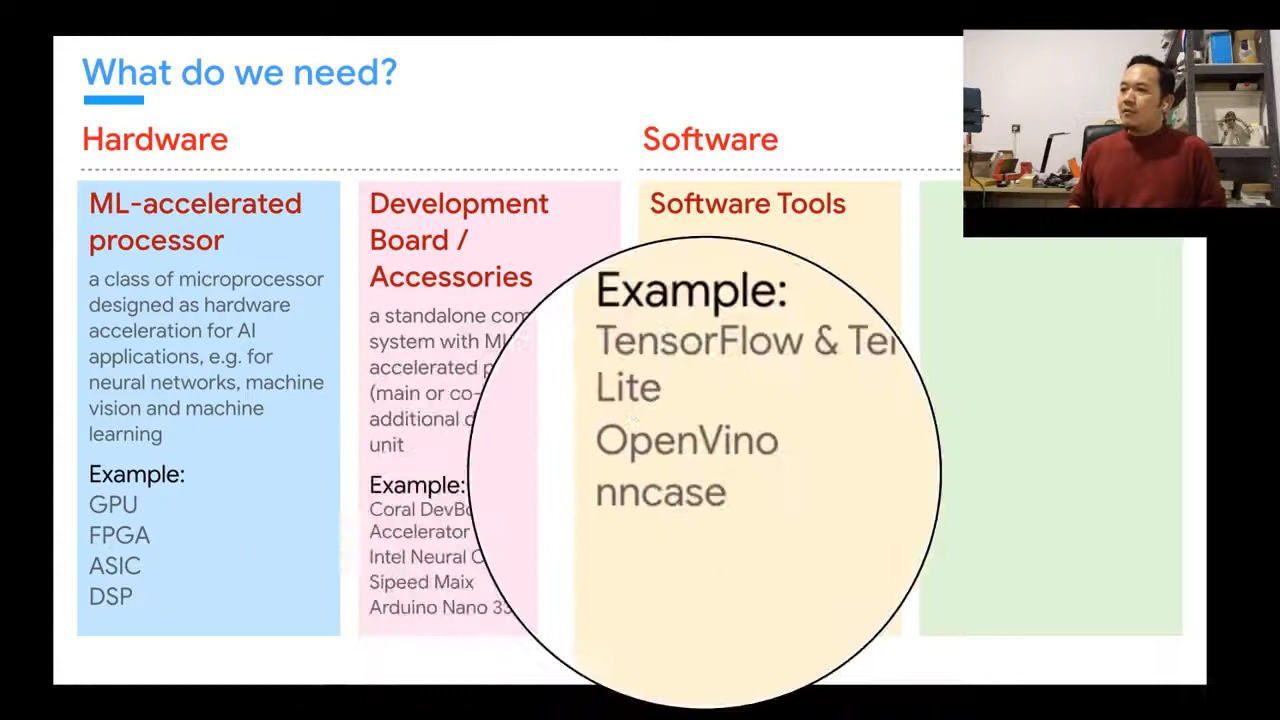 What do we need?
Hardware
Software
ML-accelerated
processor
a class of microprocessor
designed as hardware
acceleration for AI
applications, e.g. for
neural networks, machine
vision and machine
learning
Example:
GPU
FPGA
ASIC
DSP
Development
Board /
Accessories
a standalone com
system with ML
accelerated
(main or co-
additional
unit
Example:
Coral
Accelerator
Intel Neural
Sipeed Maix
Arduino Nano
Software Tools
Example:
TensorFlow &
Lite
OpenVino
nncase